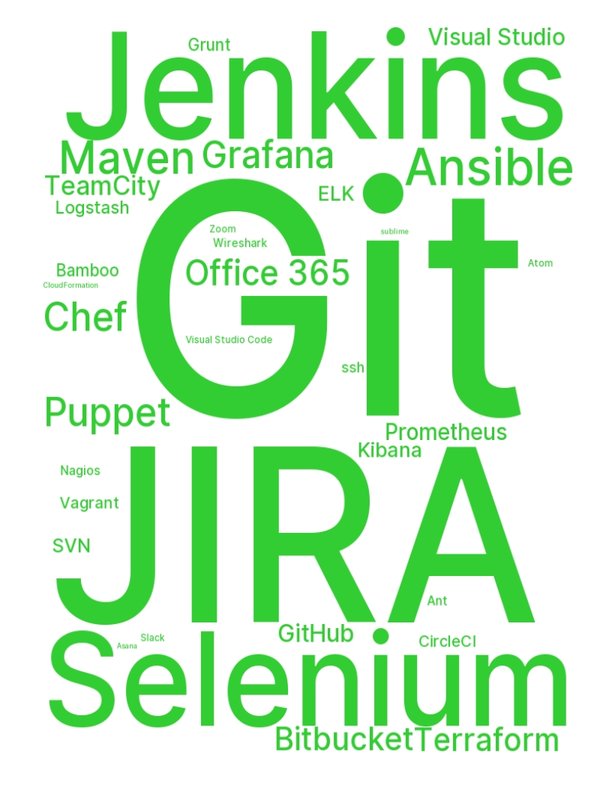 Grunt
Visual Studio
Jenkins
Maven
Grafana
Ansible
TeamCity
ELK
Logstash
Zoom
sublime
Wireshark
Git
Atom
Bamboo
Office 365
CloudFormation
Chef
Visual Studio Code
ssh
Puppet
Prometheus
Kibana
Nagios
Vagrant
JIRA
SVN
Ant
GitHub
Slack
CircleCI
Asana
Selenium
Bitbucket
Terraform